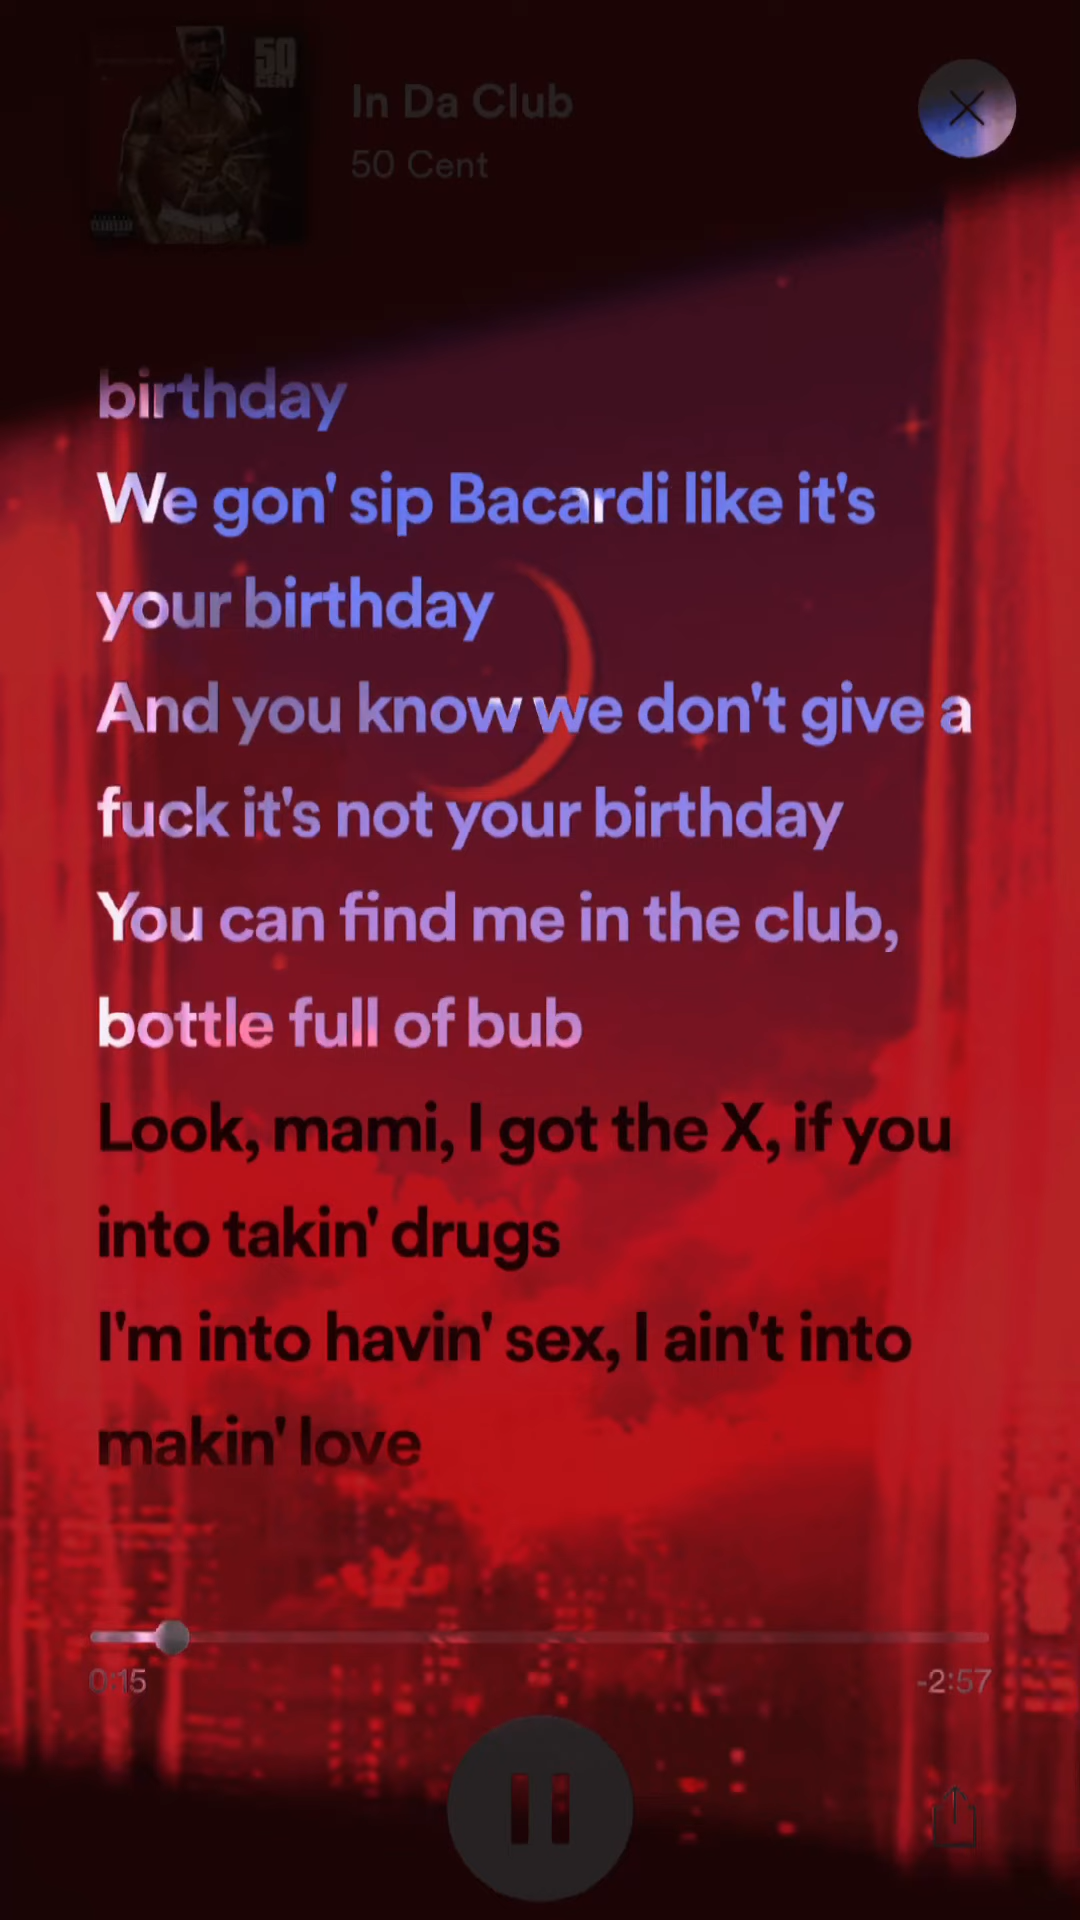 50
CENT
In Da Club
50 Cent
birthday
We gon' sip Bacardi like it's
your birthday
And you know we don't give a
fuck it's not your birthday
You can find me in the club,
bottle full of bub
Look, mami, I got the X, if you
into takin' drugs
I'm into havin' sex, I ain't into
makin' love
0:15
-2:57